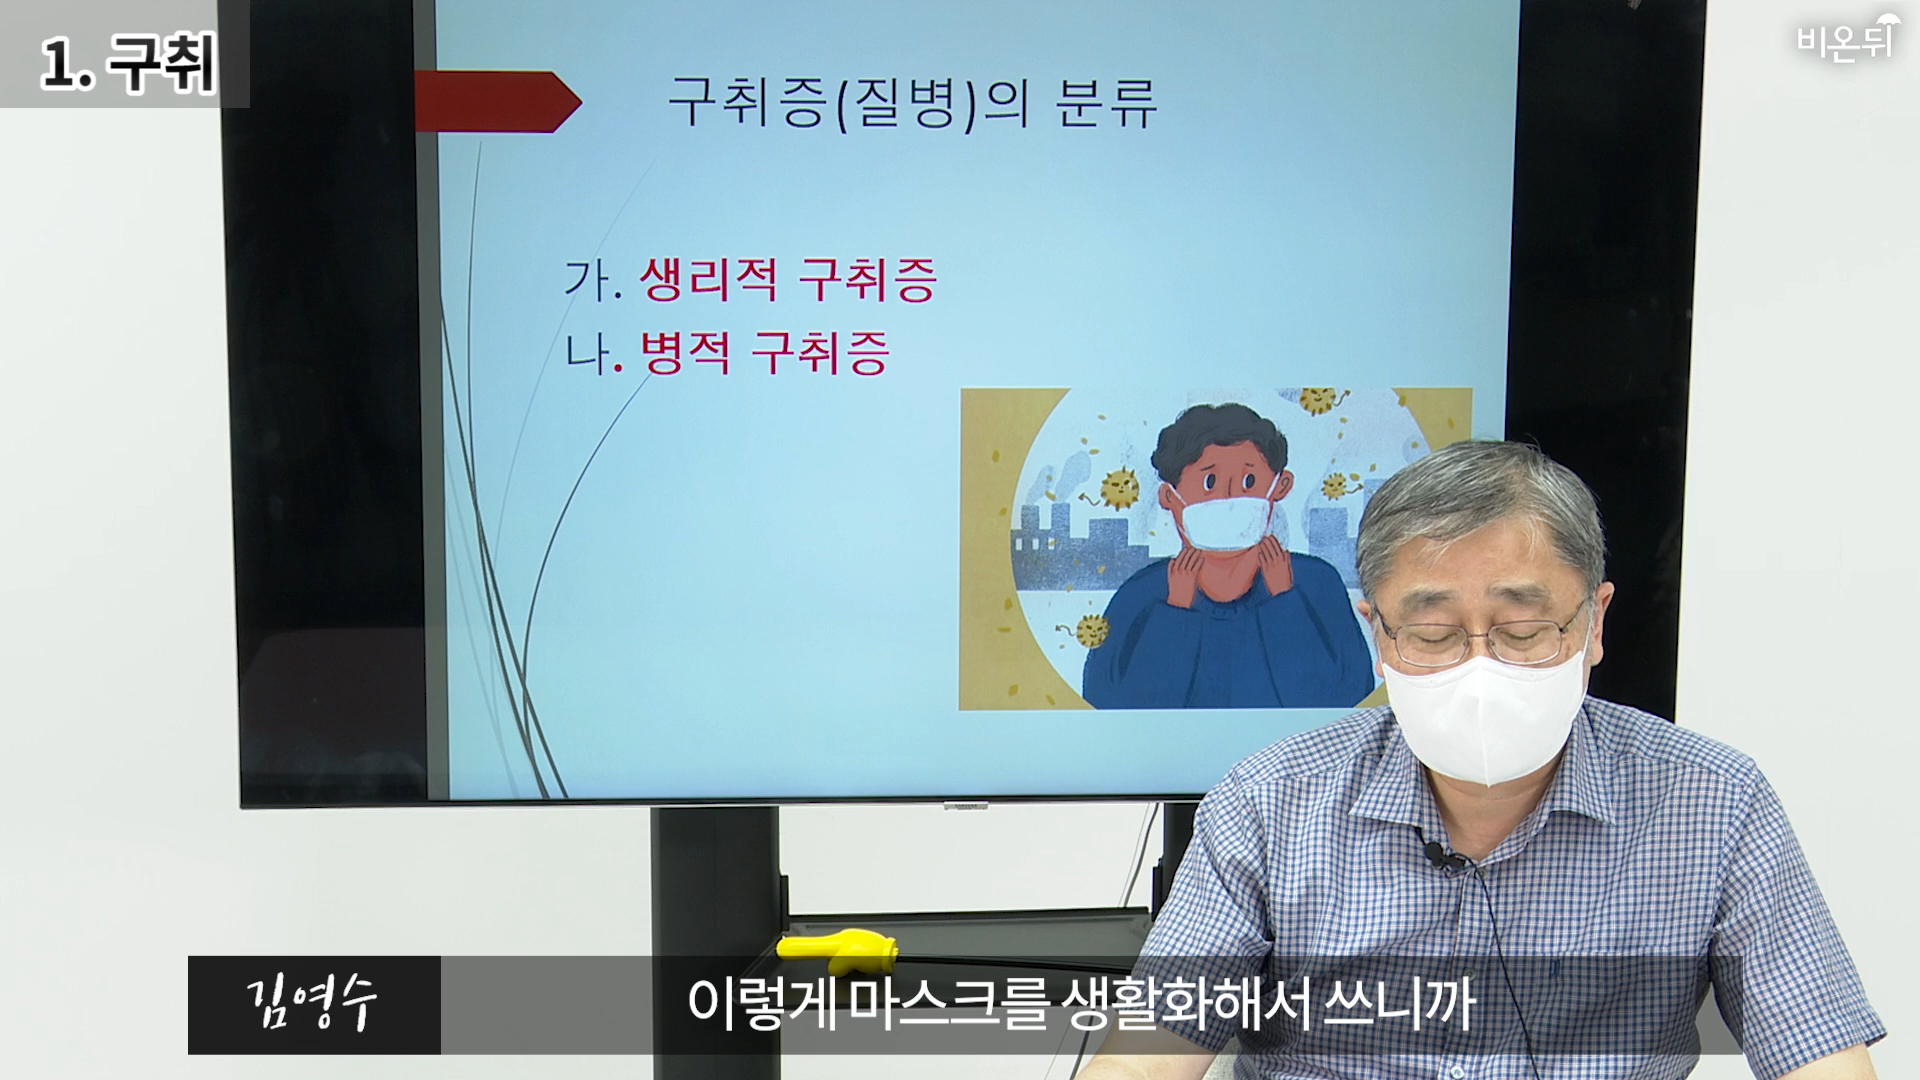 1. 구취
비온뒤
구취증(질병)의 분류
가. 생리적 구취증
나. 병적 구취증
김영수
이렇게 마스크를 생활화해서 쓰니까